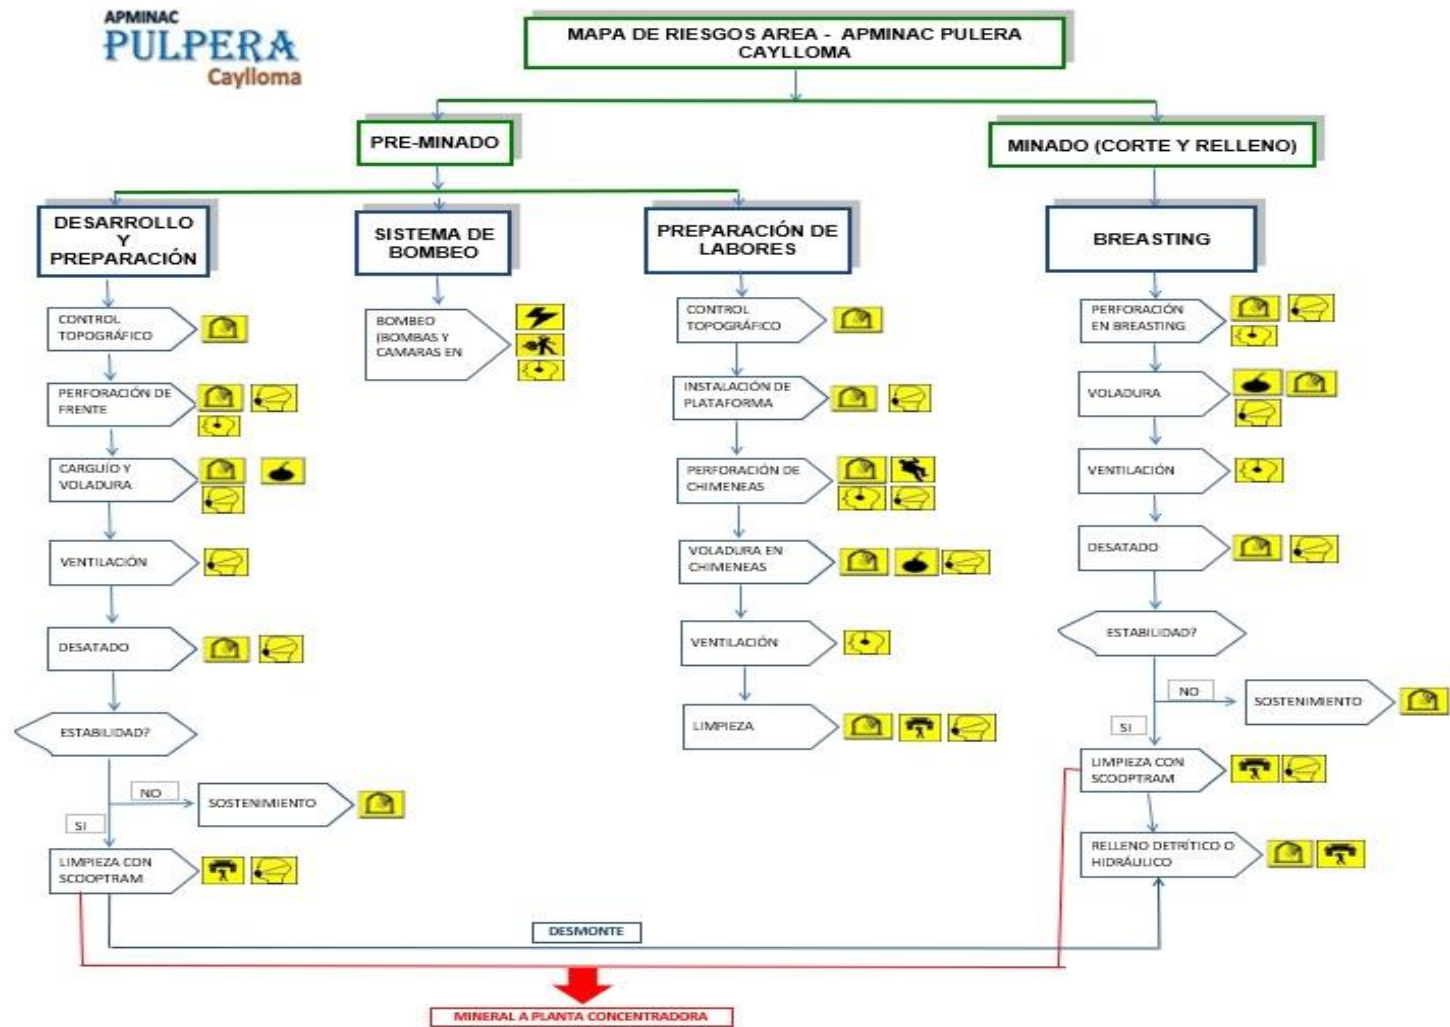 APMINAC
PULPERA
Caylloma
MAPA DE RIESGOS AREA - APMINAC PULERA
CAYLLOMA
PRE-MINADO
MINADO (CORTE Y RELLENO)
DESARROLLO
Y
PREPARACIÓN
SISTEMA DE
BOMBEO
PREPARACIÓN DE
LABORES
BREASTING
CONTROL
TOPOGRÁFICO
PERFORACIÓN DE
FRENTE
CARGUÍO Y
VOLADURA
VENTILACIÓN
DESATADO
ESTABILIDAD?
NO
SOSTENIMIENTO
SI
LIMPIEZA CON
SCOOPTRAM
BOMBEO
(BOMBAS Y
CAMARAS EN
CONTROL
TOPOGRÁFICO
INSTALACIÓN DE
PLATAFORMA
PERFORACIÓN DE
CHIMENEAS
VOLADURA EN
CHIMENEAS
VENTILACIÓN
LIMPIEZA
PERFORACIÓN
EN BREASTING
VOLADURA
VENTILACIÓN
DESATADO
ESTABILIDAD?
NO
SOSTENIMIENTO
SI
LIMPIEZA CON
SCOOPTRAM
RELLENO DETRÍTICO O
HIDRÁULICO
DESMONTE
MINERAL A PLANTA CONCENTRADORA